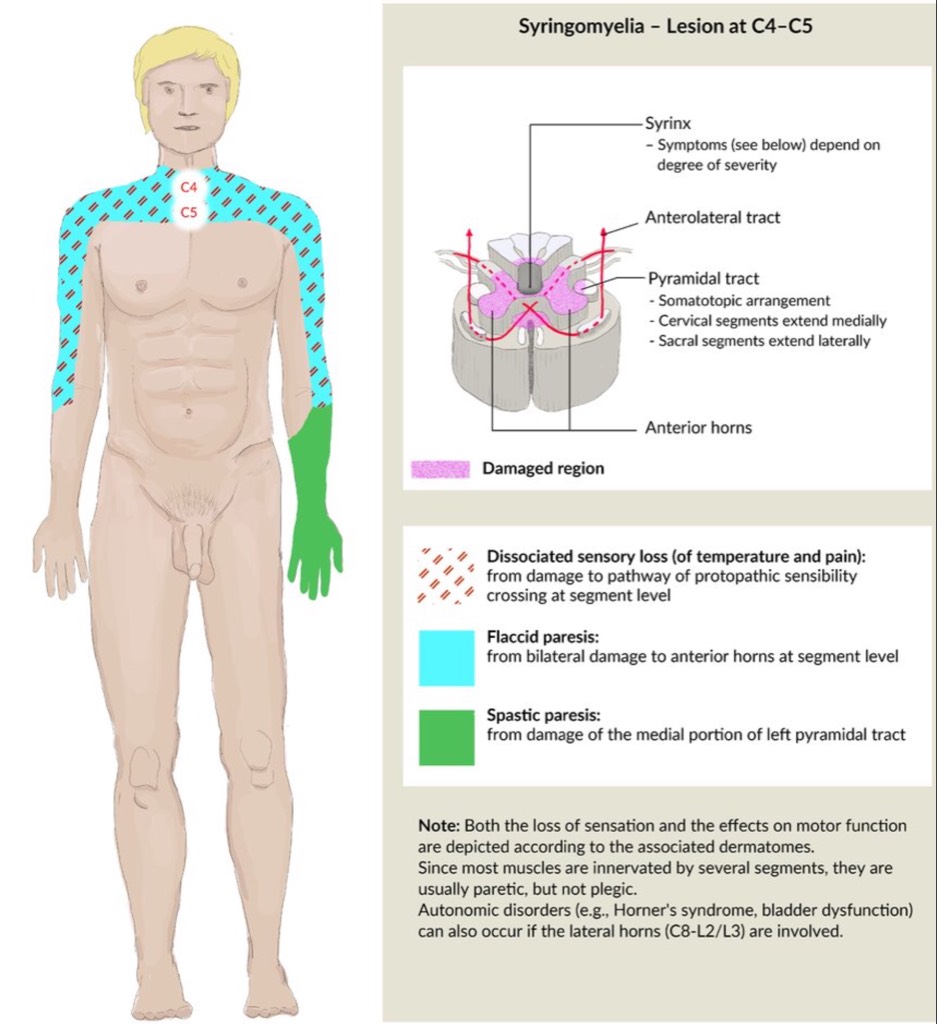 Syringomyelia – Lesion at C4–C5
C4
C5
Syrinx
– Symptoms (see below) depend on
degree of severity
Anterolateral tract
Pyramidal tract
- Somatotopic arrangement
- Cervical segments extend medially
- Sacral segments extend laterally
Anterior horns
Damaged region
Dissociated sensory loss (of temperature and pain):
from damage to pathway of protopathic sensibility
crossing at segment level
Flaccid paresis:
from bilateral damage to anterior horns at segment level
Spastic paresis:
from damage of the medial portion of left pyramidal tract
Note: Both the loss of sensation and the effects on motor function
are depicted according to the associated dermatomes.
Since most muscles are innervated by several segments, they are
usually paretic, but not plegic.
Autonomic disorders (e.g., Horner's syndrome, bladder dysfunction)
can also occur if the lateral horns (C8-L2/L3) are involved.